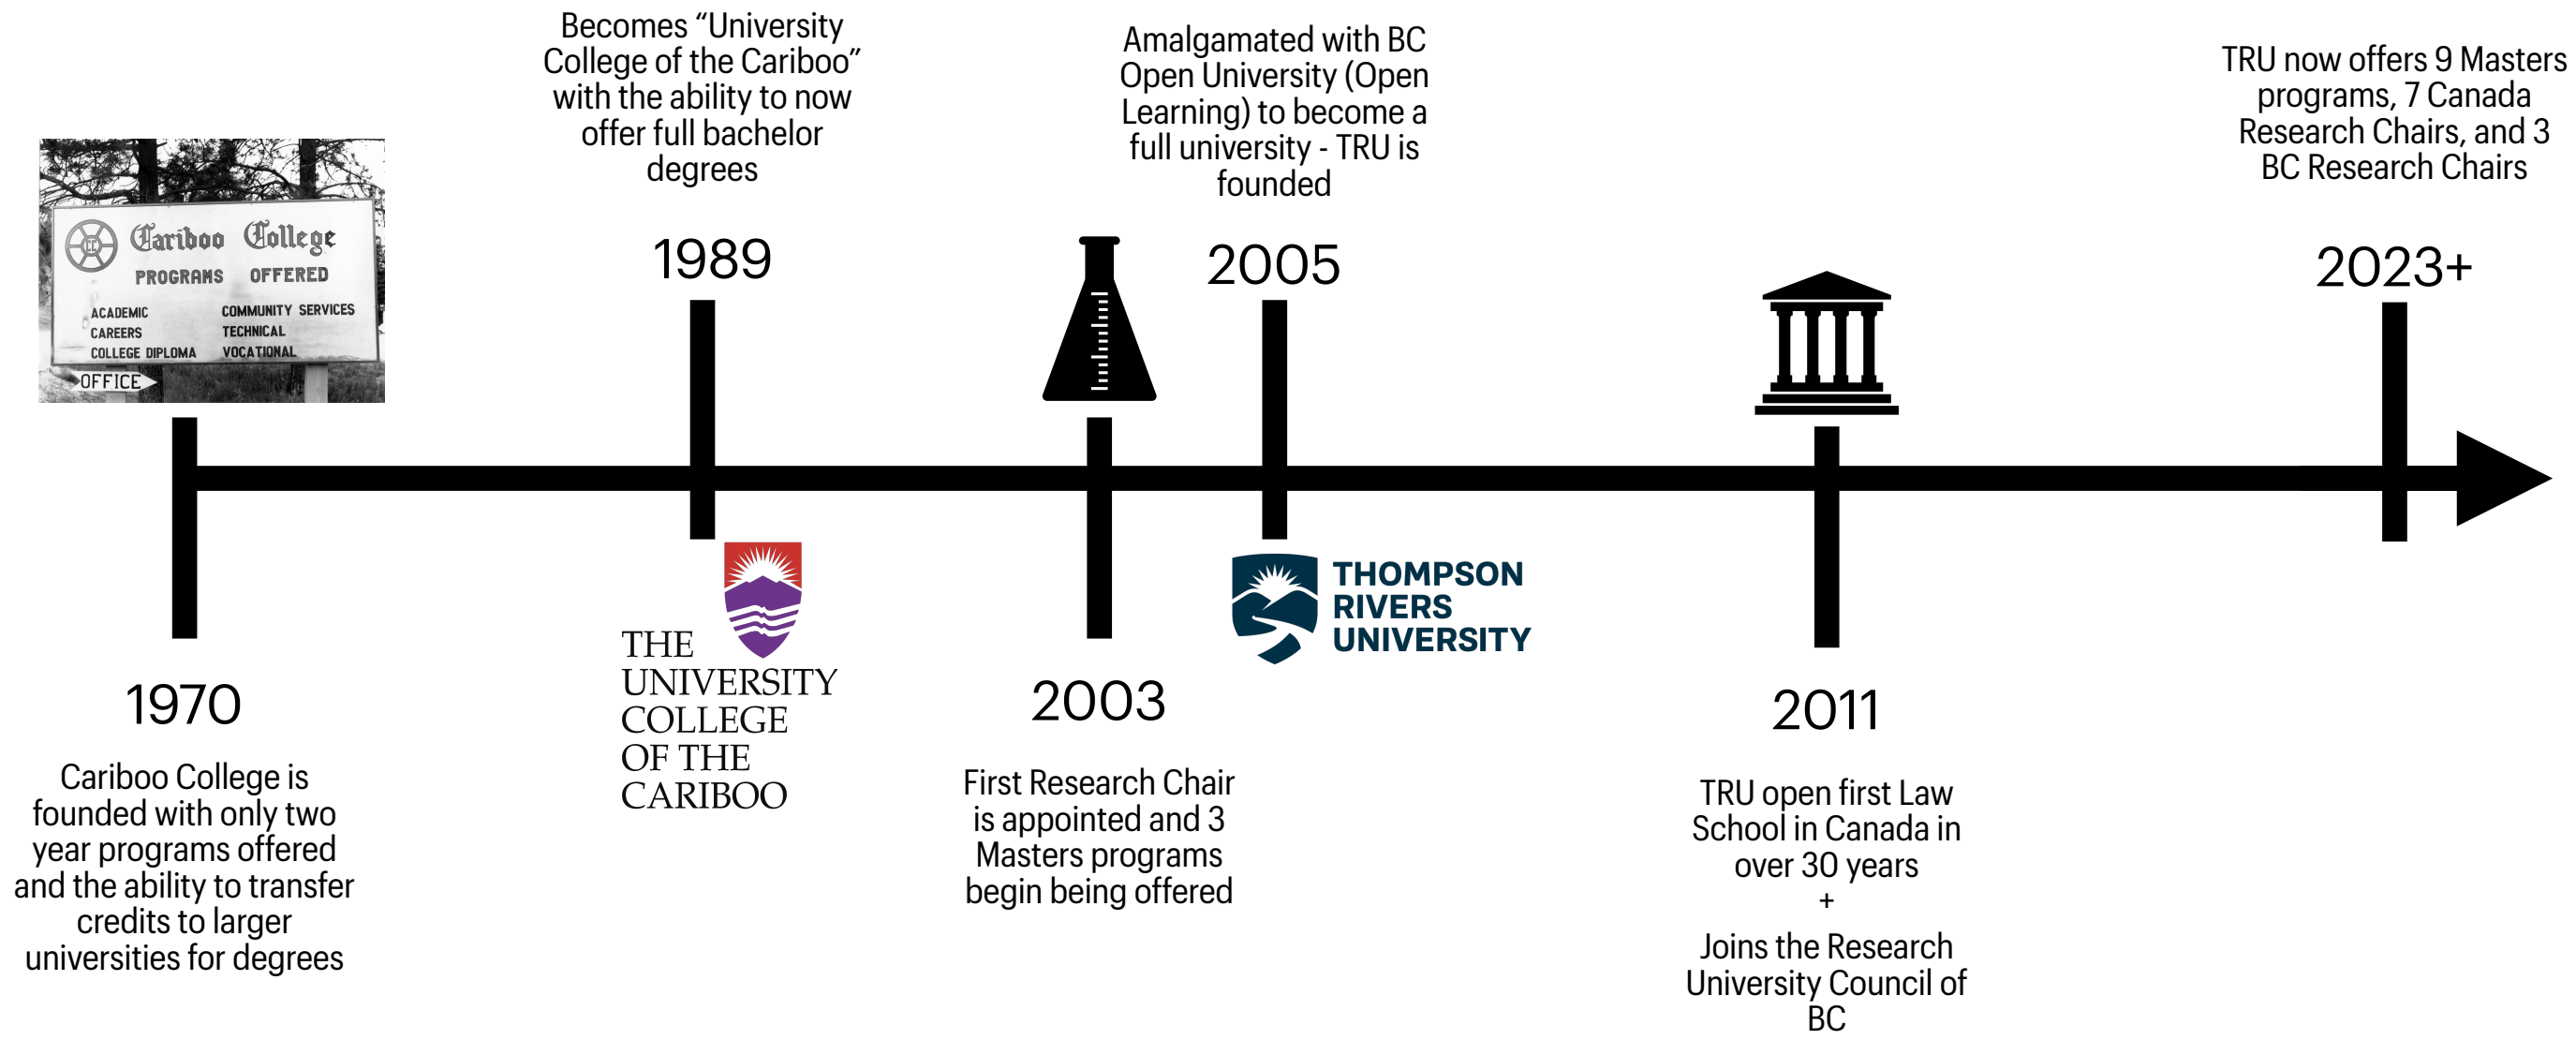 Cariboo College
PROGRAMS OFFERED
ACADEMIC
CAREERS
COLLEGE DIPLOMA
COMMUNITY SERVICES
TECHNICAL
VOCATIONAL
OFFICE
CC
1970
Cariboo College is
founded with only two
year programs offered
and the ability to transfer
credits to larger
universities for degrees
Becomes “University
College of the Cariboo”
with the ability to now
offer full bachelor
degrees
1989
THE
UNIVERSITY
COLLEGE
OF THE
CARIBOO
2003
First Research Chair
is appointed and 3
Masters programs
begin being offered
Amalgamated with BC
Open University (Open
Learning) to become a
full university - TRU is
founded
2005
THOMPSON
RIVERS
UNIVERSITY
2011
TRU open first Law
School in Canada in
over 30 years
+
Joins the Research
University Council of
BC
TRU now offers 9 Masters
programs, 7 Canada
Research Chairs, and 3
BC Research Chairs
2023+